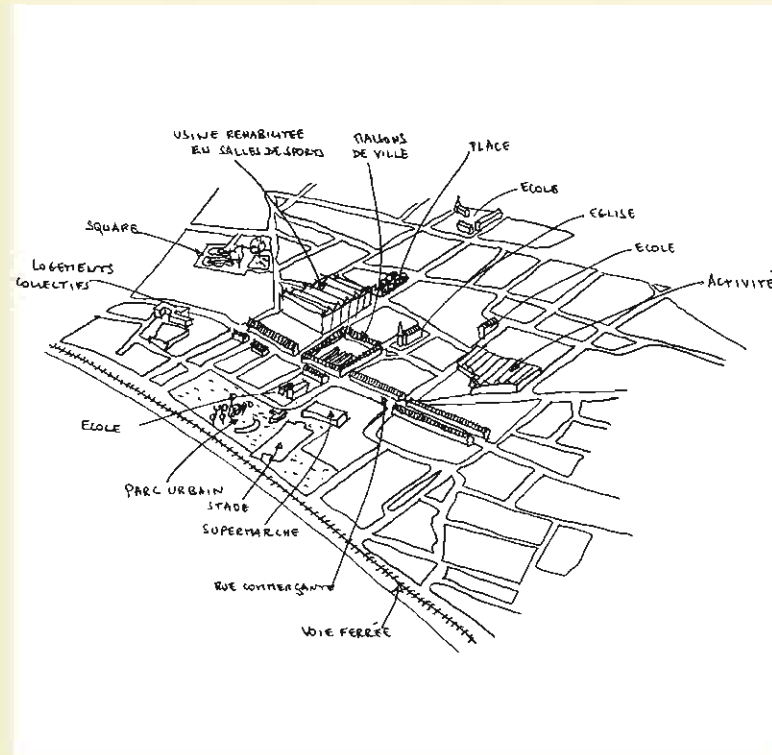 USINE REHABILITEE
EN SALLES DE SPORTS
MAISONS
DE VILLE
PLACE
ECOLE
EGLISE
ECOLE
ACTIVITÉ
SQUARE
LOGEMENTS
COLLECTIFS
ECOLE
PARC URBAIN
STADE
SUPERMARCHE
RUE COMMERÇANTE
VOIE FERRÉE